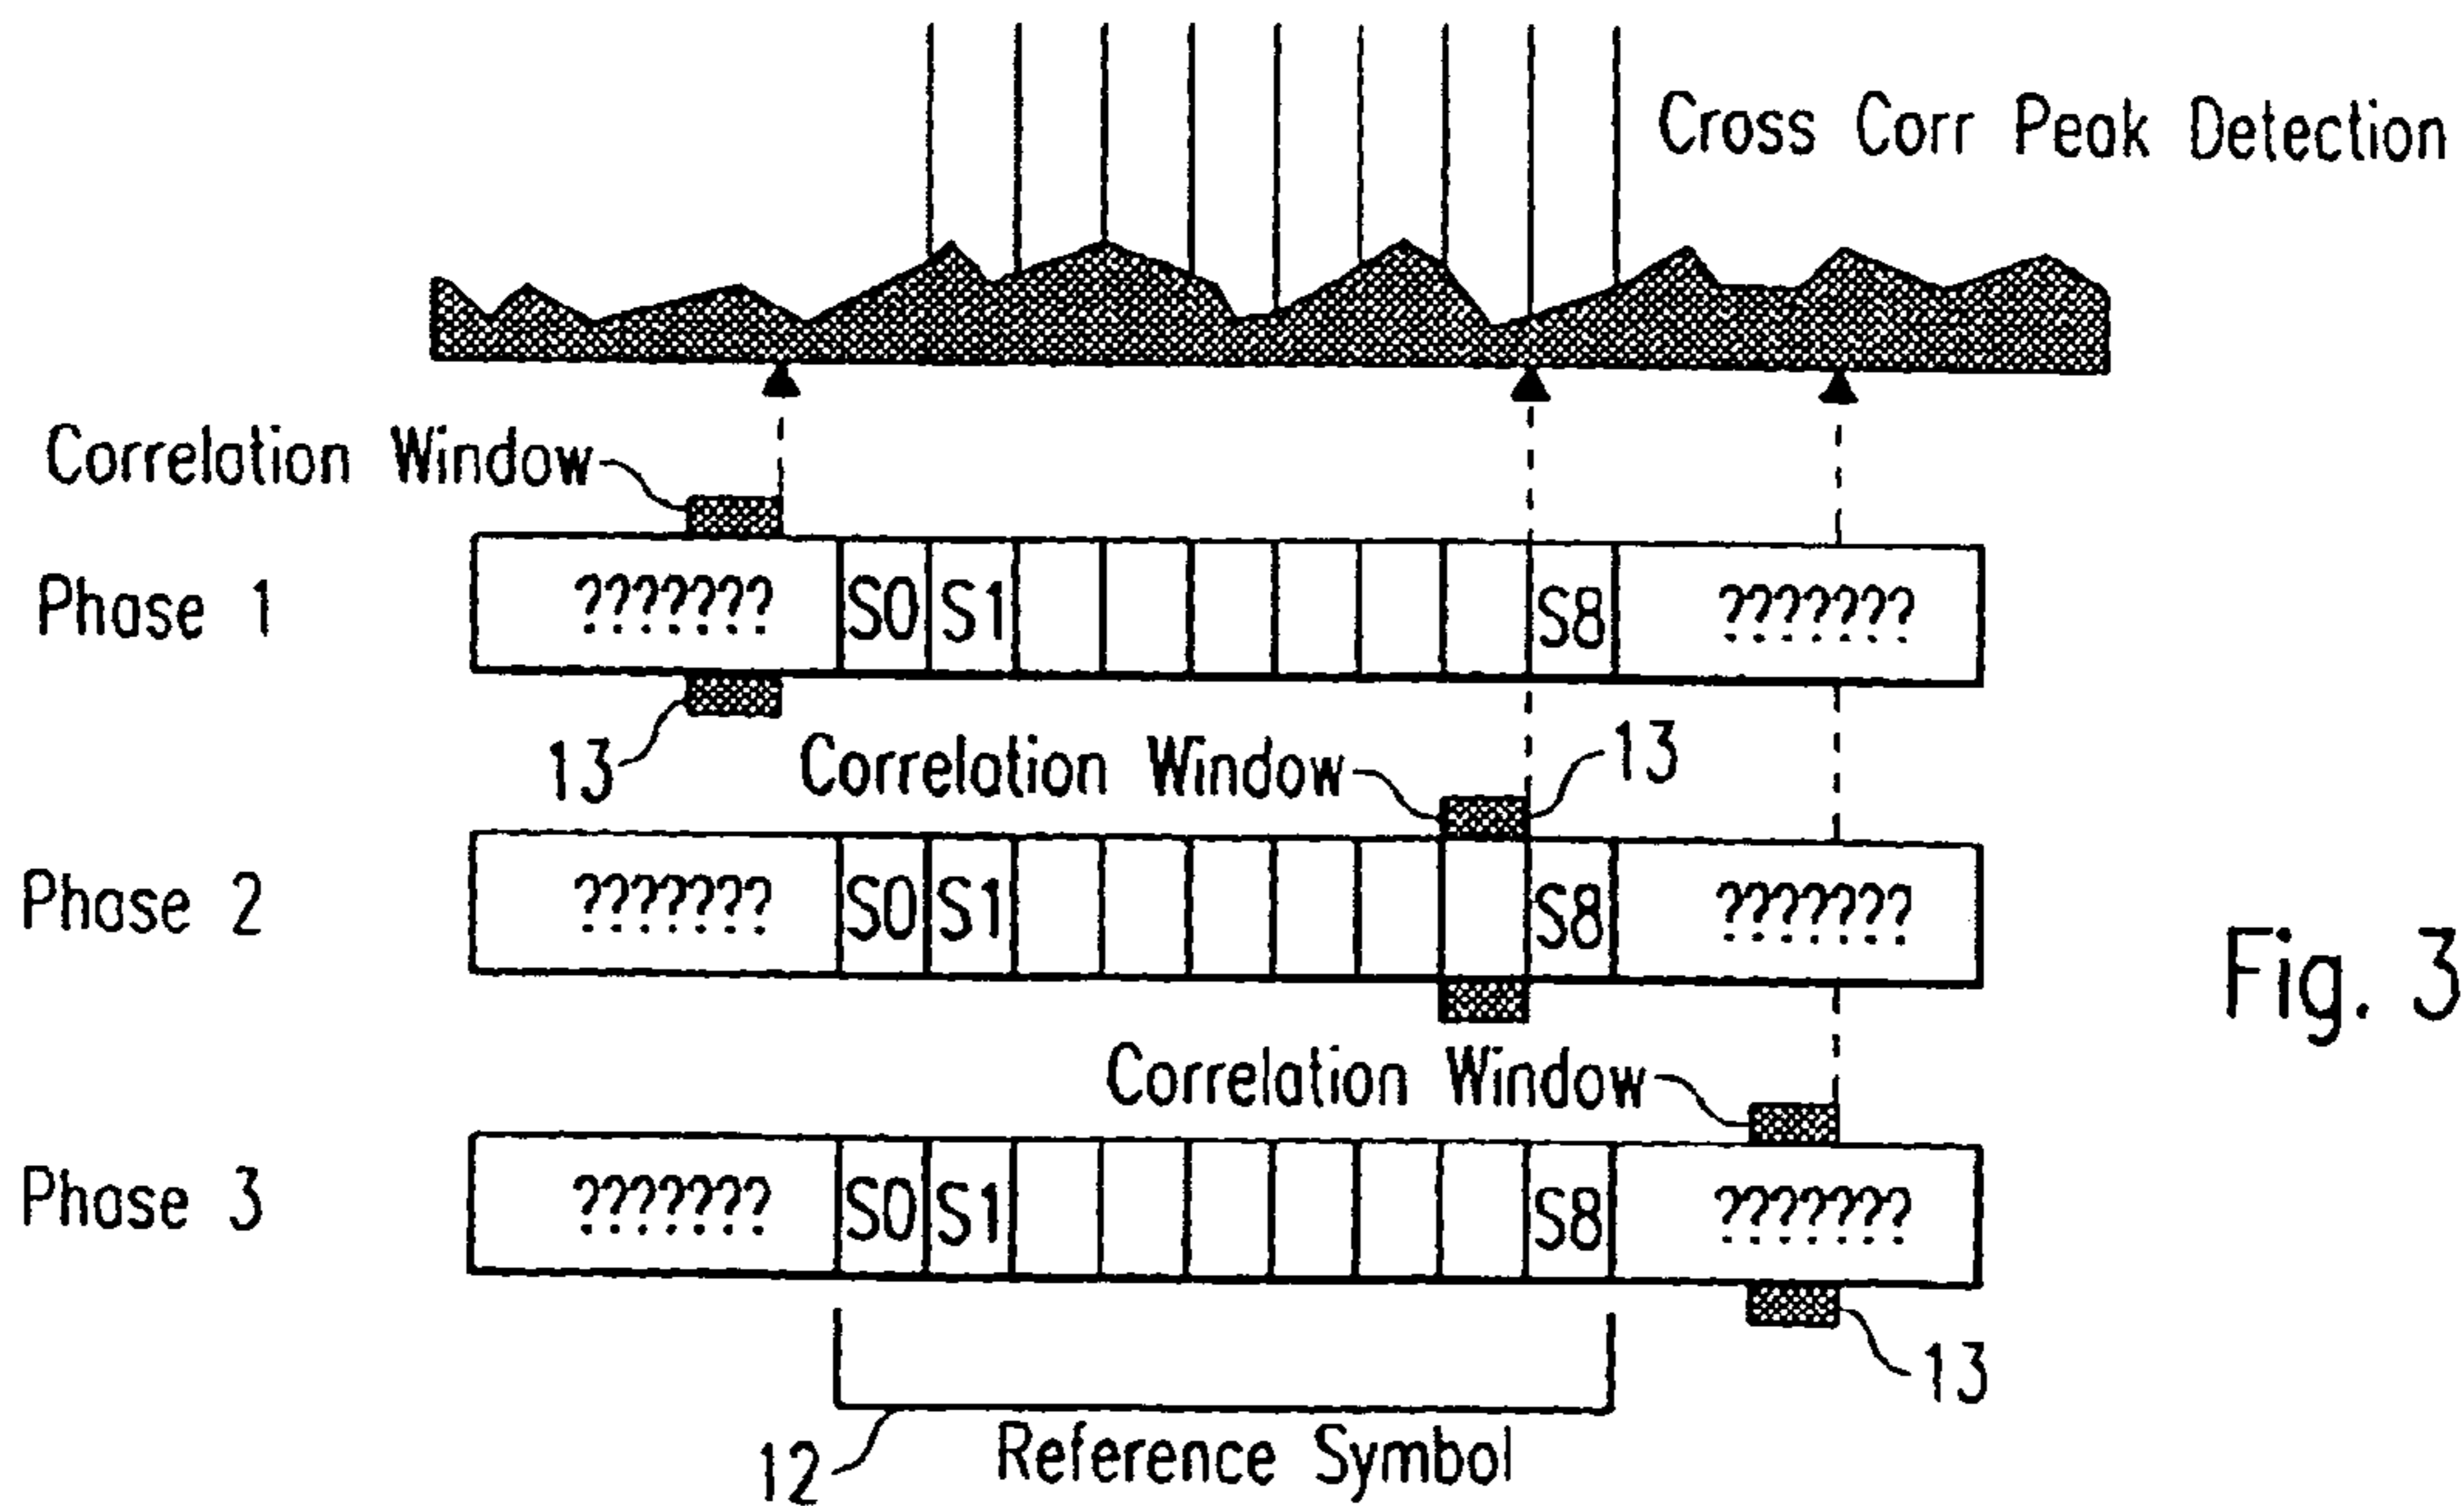 Cross Corr Peak Detection
Correlation Window
Phase 1
??????? S0 S1 S8 ???????
13
Correlation Window
13
Phase 2
??????? S0 S1 S8 ???????
Fig. 3
Correlation Window
Phase 3
??????? S0 S1 S8 ???????
13
12
Reference Symbol